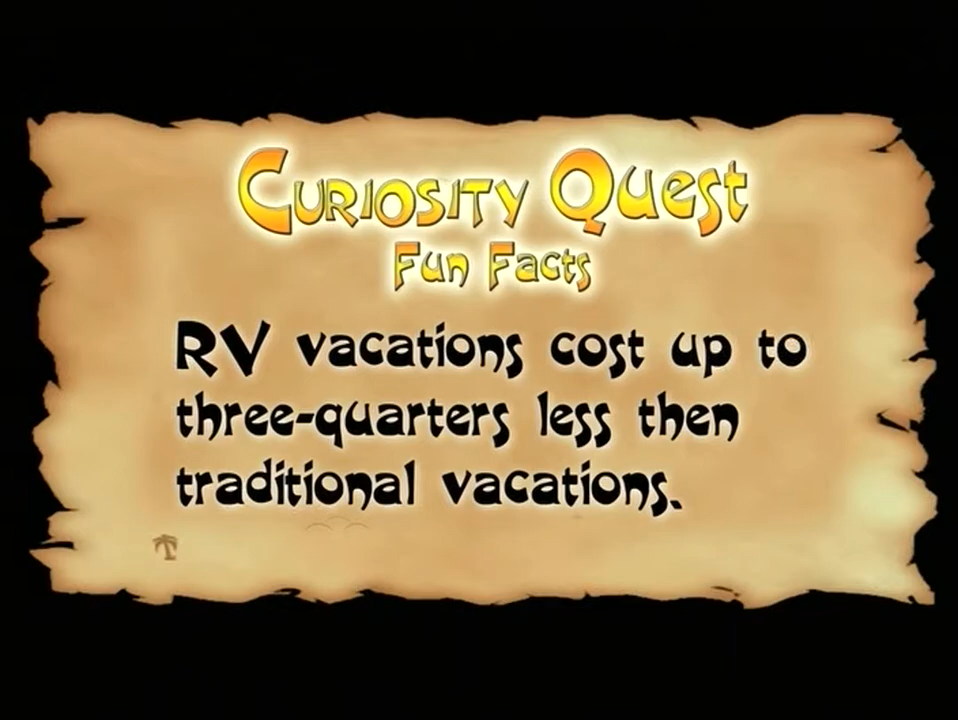 Curiosity Quest
Fun Facts
RV vacations cost up to
three-quarters less then
traditional vacations.